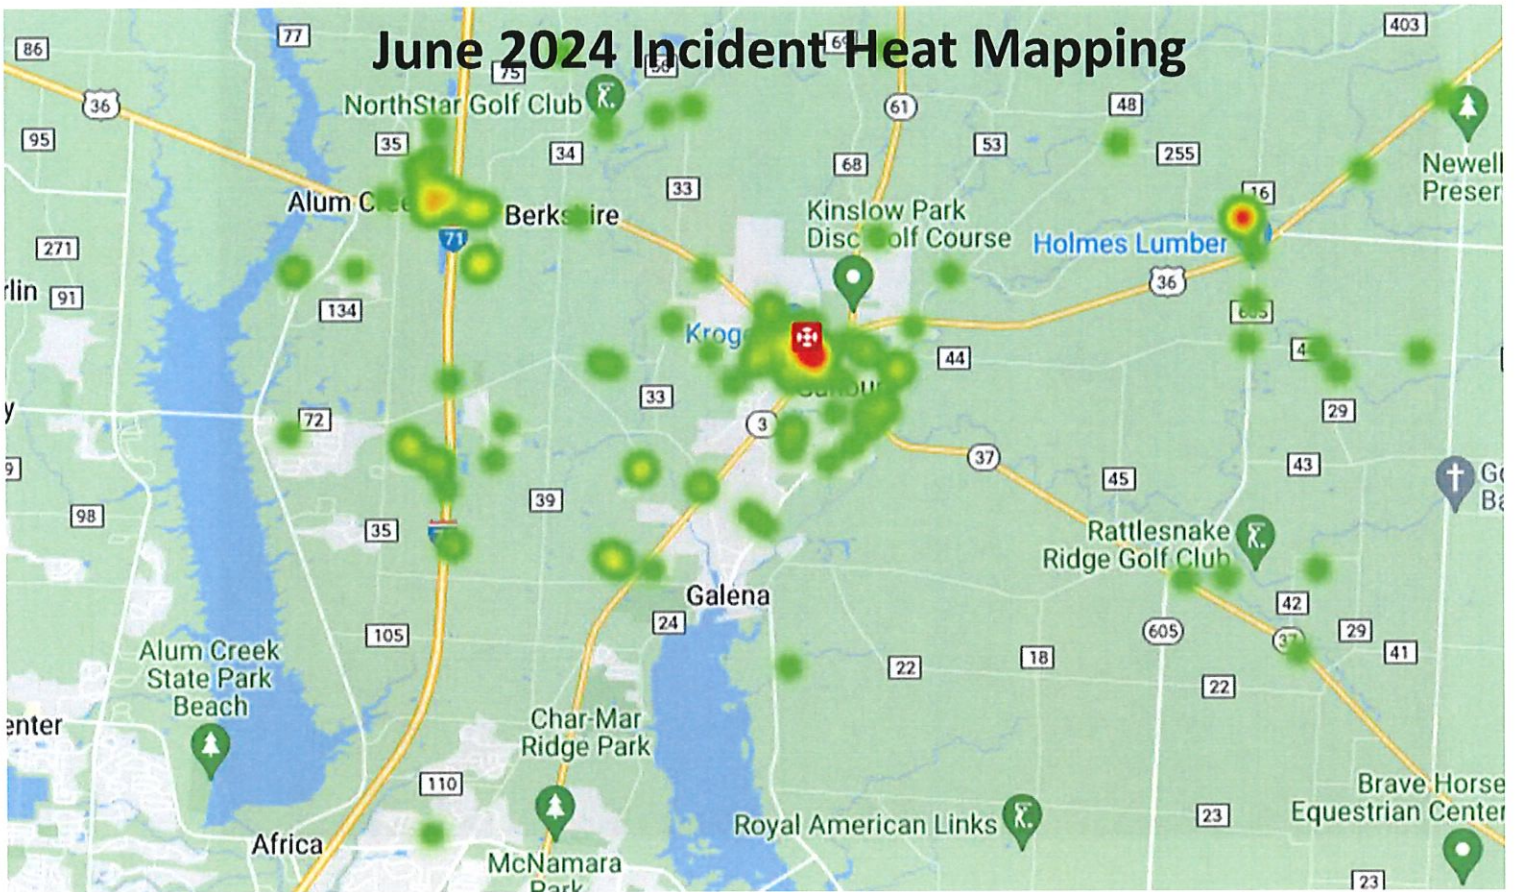 June 2024 Incident Heat Mapping
77
403
86
75
36
NorthStar Golf Club
61
48
95
35
34
53
255
68
Newell
Preser
33
16
Alum C
Berks ire
Kinslow Park
Disc olf Course
271
71
Holmes Lumber
36
rlin
91
134
Krog
44
33
29
72
3
y
37
43
9
45
39
98
35
Rattlesnake
Ridge Golf Club
Galena
42
24
105
605
37
29
41
Alum Creek
State Park
Beach
22
18
22
enter
Char-Mar
Ridge Park
110
Brave Horse
Equestrian Center
Royal American Links
23
Africa
McNamara
Park
23